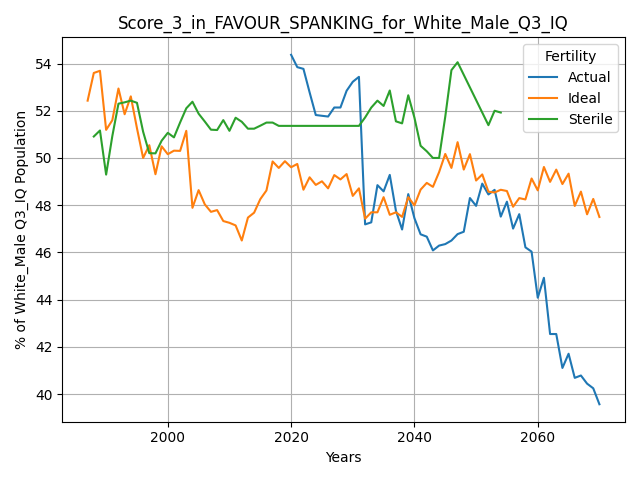 Score_3_in_FAVOUR_SPANKING_for_White_Male_Q3_IQ
Fertility
Actual
Ideal
Sterile
% of White_Male Q3_IQ Population
54
52
50
48
46
44
42
40
2000
2020
2040
2060
Years